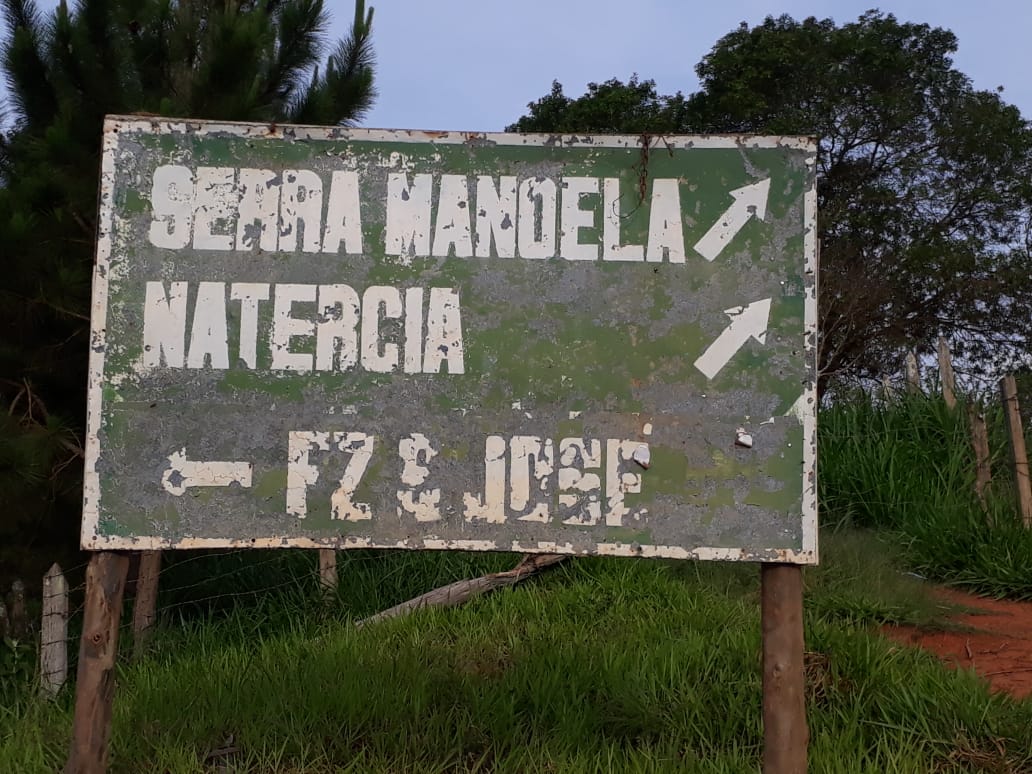 SERRA MANOELA
NATERCIA
FZ S JOSE